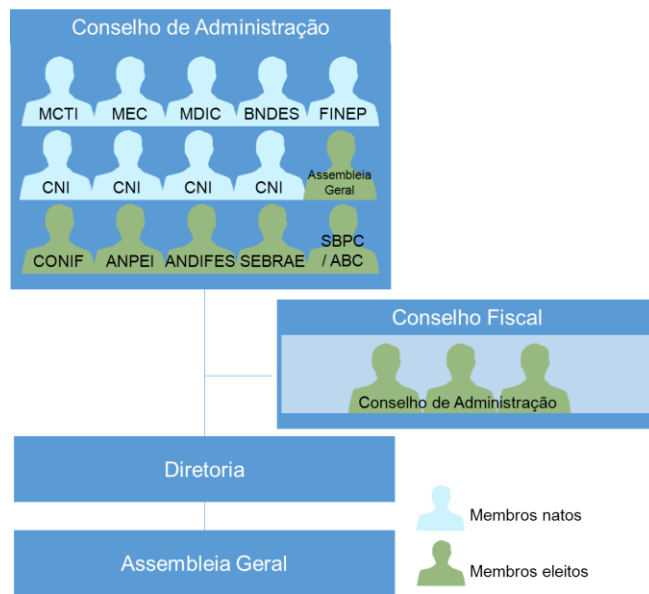 Conselho de Administração
MCTI MEC MDIC BNDES FINEP
CNI CNI CNI CNI Assembleia
Geral
CONIF ANPEI ANDIFES SEBRAE SBPC
/ ABC
Conselho Fiscal
Conselho de Administração
Diretoria
Assembleia Geral
Membros natos
Membros eleitos